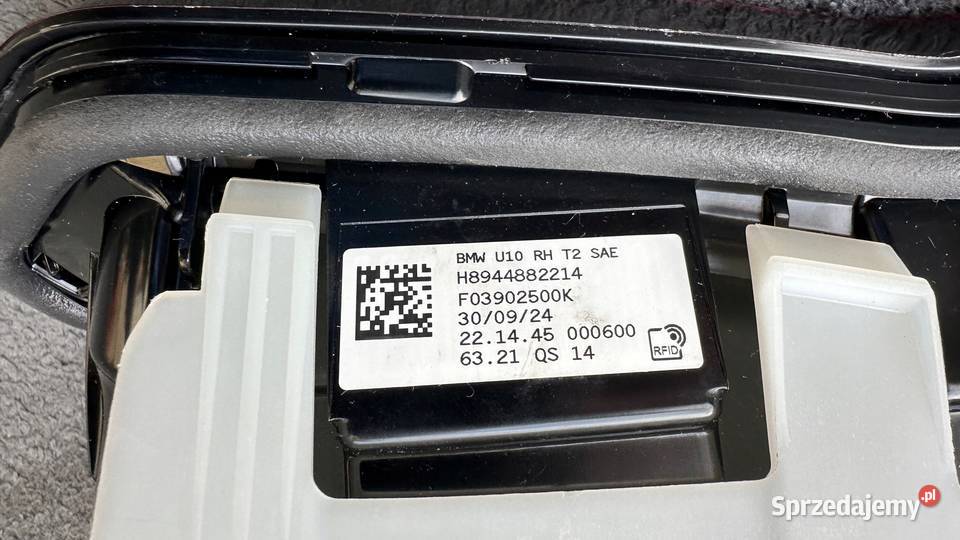 BMW U10 RH T2 SAE
H8944882214
F03902500K
30/09/24
22.14.45 000600
63.21 QS 14
RFID
Sprzedajemy.pl